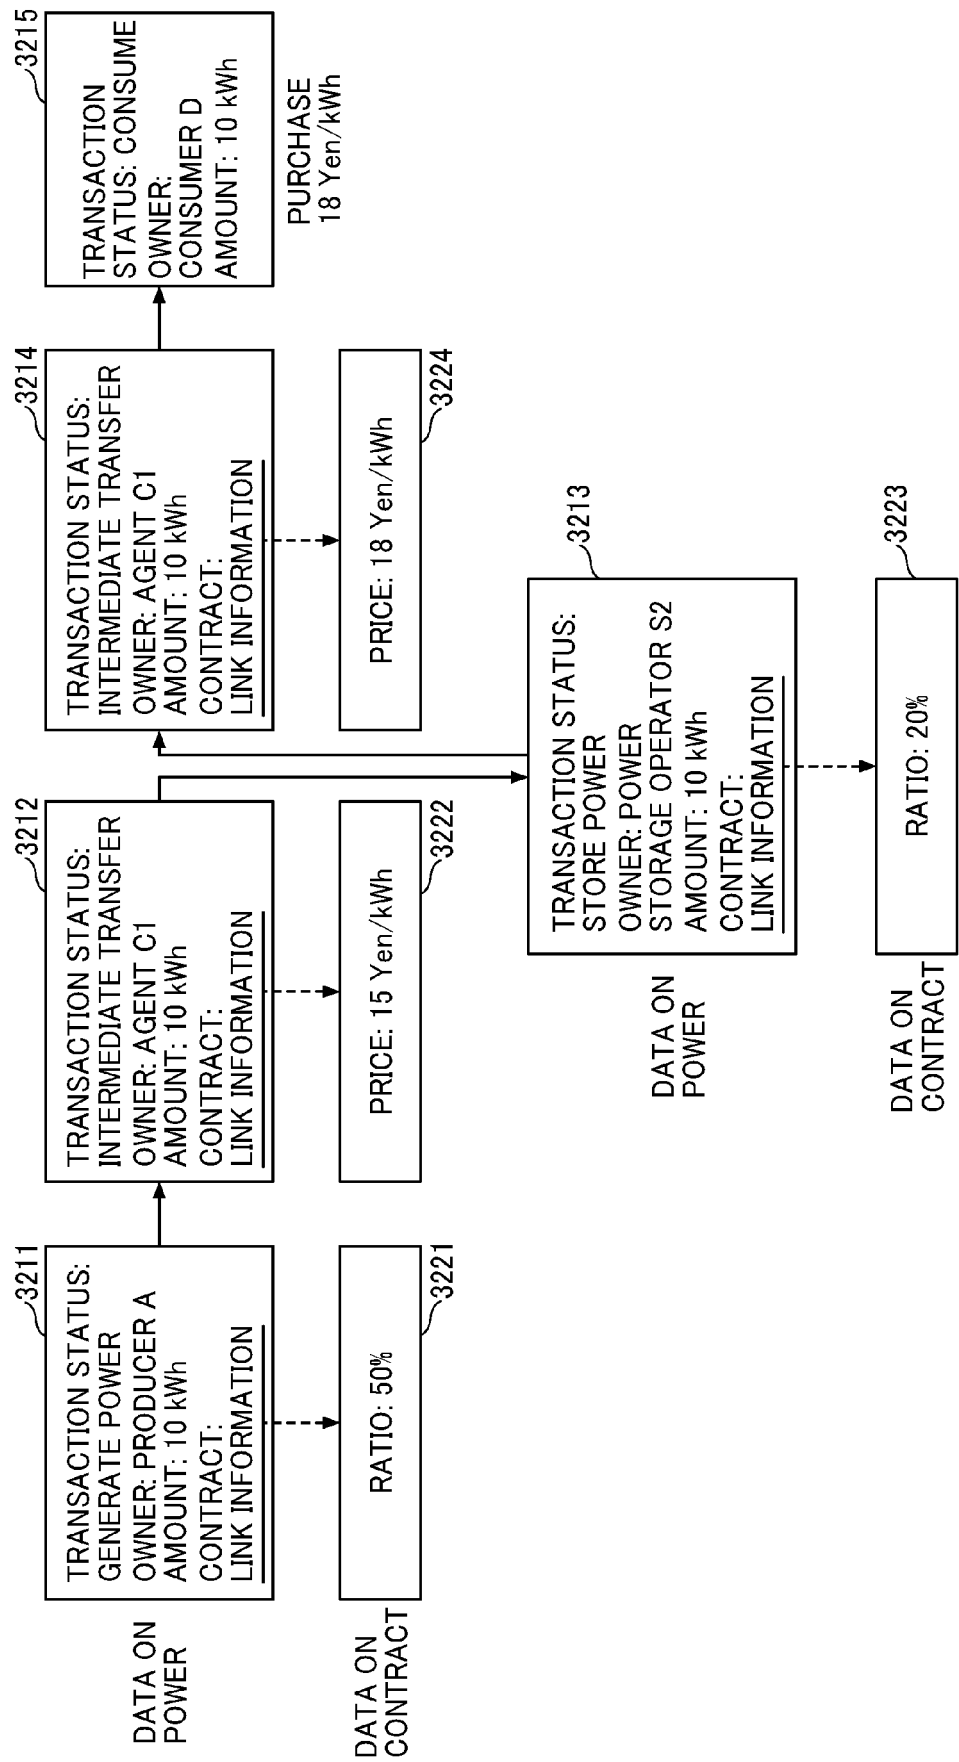 3211
3212
3214
3215
DATA ON
POWER
TRANSACTION STATUS:
GENERATE POWER
OWNER: PRODUCER A
AMOUNT: 10 kWh
CONTRACT:
LINK INFORMATION
TRANSACTION STATUS:
INTERMEDIATE TRANSFER
OWNER: AGENT C1
AMOUNT: 10 kWh
CONTRACT:
LINK INFORMATION
TRANSACTION STATUS:
INTERMEDIATE TRANSFER
OWNER: AGENT C1
AMOUNT: 10 kWh
CONTRACT:
LINK INFORMATION
TRANSACTION
STATUS: CONSUME
OWNER:
CONSUMER D
AMOUNT: 10 kWh
PURCHASE
18 Yen/kWh
DATA ON
CONTRACT
RATIO: 50%
3221
PRICE: 15 Yen/kWh
3222
PRICE: 18 Yen/kWh
3224
3213
DATA ON
POWER
TRANSACTION STATUS:
STORE POWER
OWNER: POWER
STORAGE OPERATOR S2
AMOUNT: 10 kWh
CONTRACT:
LINK INFORMATION
3223
DATA ON
CONTRACT
RATIO: 20%